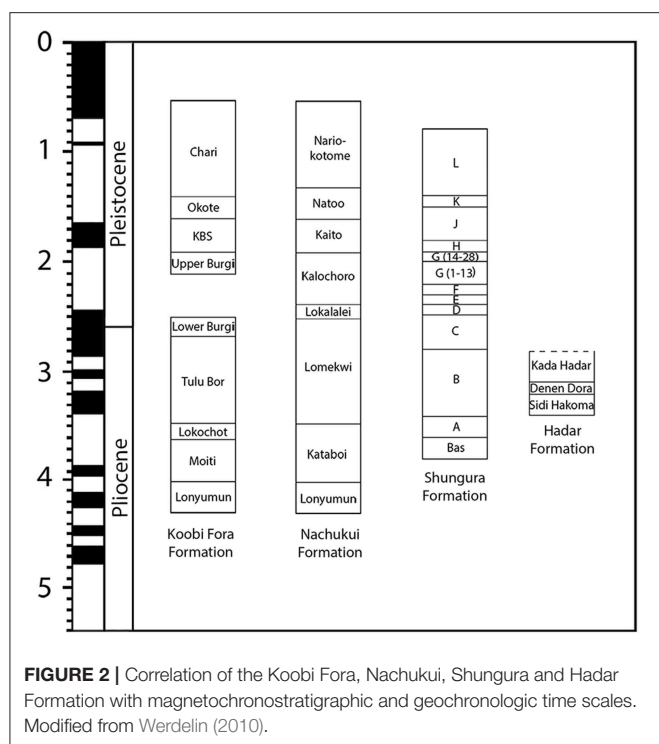 0
1
2
3
4
5
Pleistocene
Pliocene
Chari
Okote
KBS
Upper Burgi
Lower Burgi
Tulu Bor
Lokochot
Moiti
Lonyumun
Koobi Fora
Formation
Nario-
kotome
Natoo
Kaito
Kalochoro
Lokalalei
Lomekwi
Kataboi
Lonyumun
Nachukui
Formation
L
K
J
H
G (14-28)
G (1-13)
F
E
D
C
B
A
Bas
Shungura
Formation
Kada Hadar
Denen Dora
Sidi Hakoma
Hadar
Formation
FIGURE 2 | Correlation of the Koobi Fora, Nachukui, Shungura and Hadar
Formation with magnetochronostratigraphic and geochronologic time scales.
Modified from Werdelin (2010).